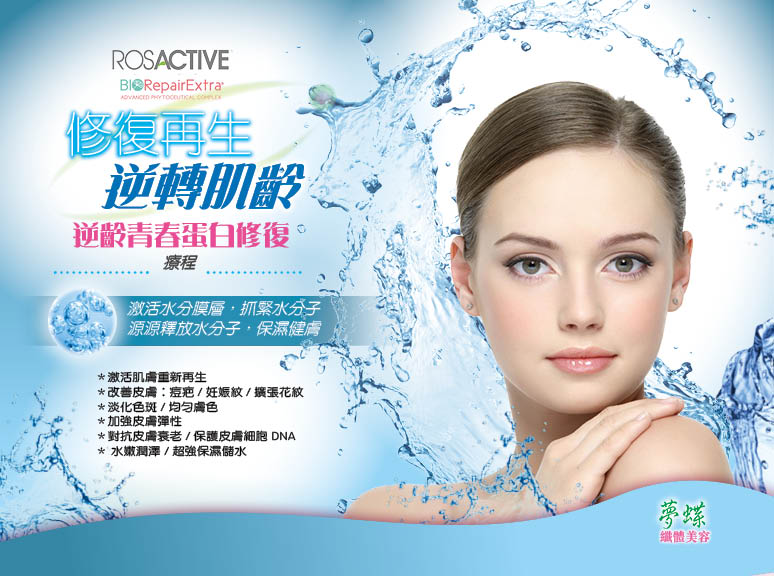 ROSACTIVE
BIORepairExtra+
ADVANCED PHYTOCEUTICAL COMPLEX
修復再生
逆轉肌齡
逆齡青春蛋白修復
療程
激活水分膜層，抓緊水分子
源源釋放水分子，保濕健膚
*激活肌膚重新再生
*改善皮膚：痘疤 / 妊娠紋 / 擴張花紋
*淡化色斑 / 均勻膚色
*加強皮膚彈性
*對抗皮膚衰老 / 保護皮膚細胞 DNA
* 水嫩潤澤 / 超強保濕儲水
夢蝶
纖體美容